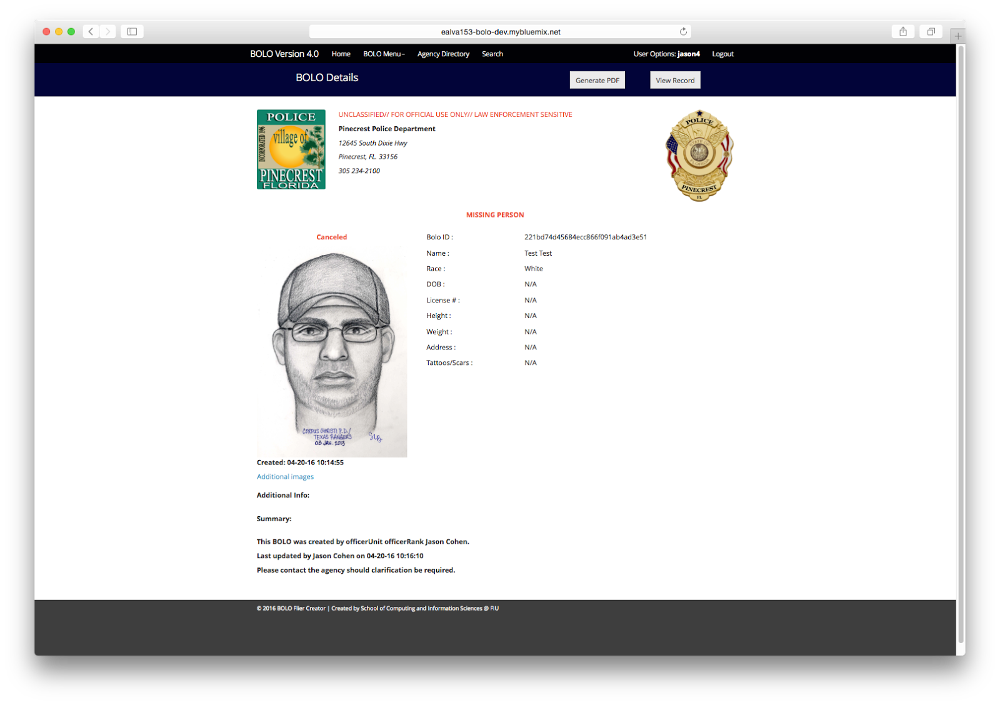 ealva153-bolo-dev.mybluemix.net
BOLO Version 4.0 Home BOLO Menu Agency Directory Search User Options: jason4 Logout
BOLO Details Generate PDF View Record
POLICE
INCORPORATED 1996
village of
PINECREST
FLORIDA
UNCLASSIFIED// FOR OFFICIAL USE ONLY// LAW ENFORCEMENT SENSITIVE
Pinecrest Police Department
12645 South Dixie Hwy
Pinecrest, FL. 33156
305 234-2100
POLICE
STATE OF
FLORIDA
PINECREST
FL
MISSING PERSON
Canceled
Bolo ID : 221bd74d45684ecc866f091ab4ad3e51
Name : Test Test
Race : White
DOB : N/A
License # : N/A
Height : N/A
Weight : N/A
Address : N/A
Tattoos/Scars : N/A
CORPUS CHRISTI P.D./
TEXAS RANGERS
08 JAN. 2013
Created: 04-20-16 10:14:55
Additional images
Additional Info:
Summary:
This BOLO was created by officerUnit officerRank Jason Cohen.
Last updated by Jason Cohen on 04-20-16 10:16:10
Please contact the agency should clarification be required.
© 2016 BOLO Flier Creator | Created by School of Computing and Information Sciences @ FIU